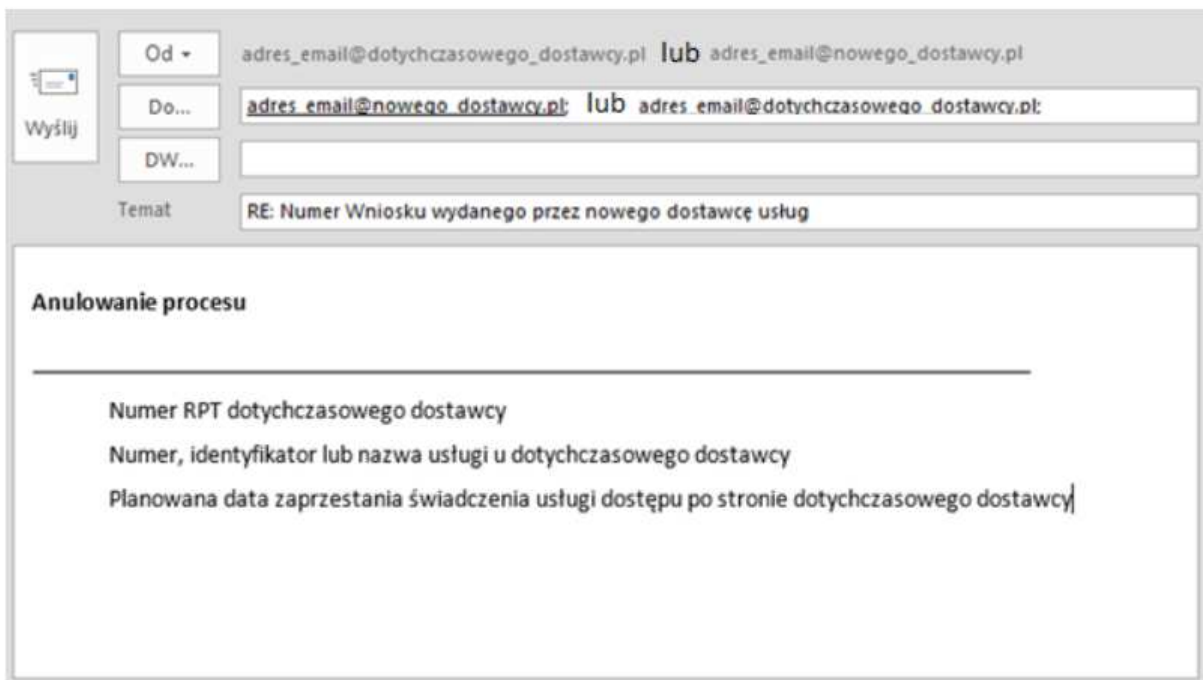 Od
adres_email@dotychczasowego_dostawcy.pl lub adres_email@nowego_dostawcy.pl
Wyślij
Do...
adres_email@nowego_dostawcy.pl; lub adres_email@dotychczasowego_dostawcy.pl;
DW...
Temat
RE: Numer Wniosku wydanego przez nowego dostawcę usług
Anulowanie procesu
Numer RPT dotychczasowego dostawcy
Numer, identyfikator lub nazwa usługi u dotychczasowego dostawcy
Planowana data zaprzestania świadczenia usługi dostępu po stronie dotychczasowego dostawcy